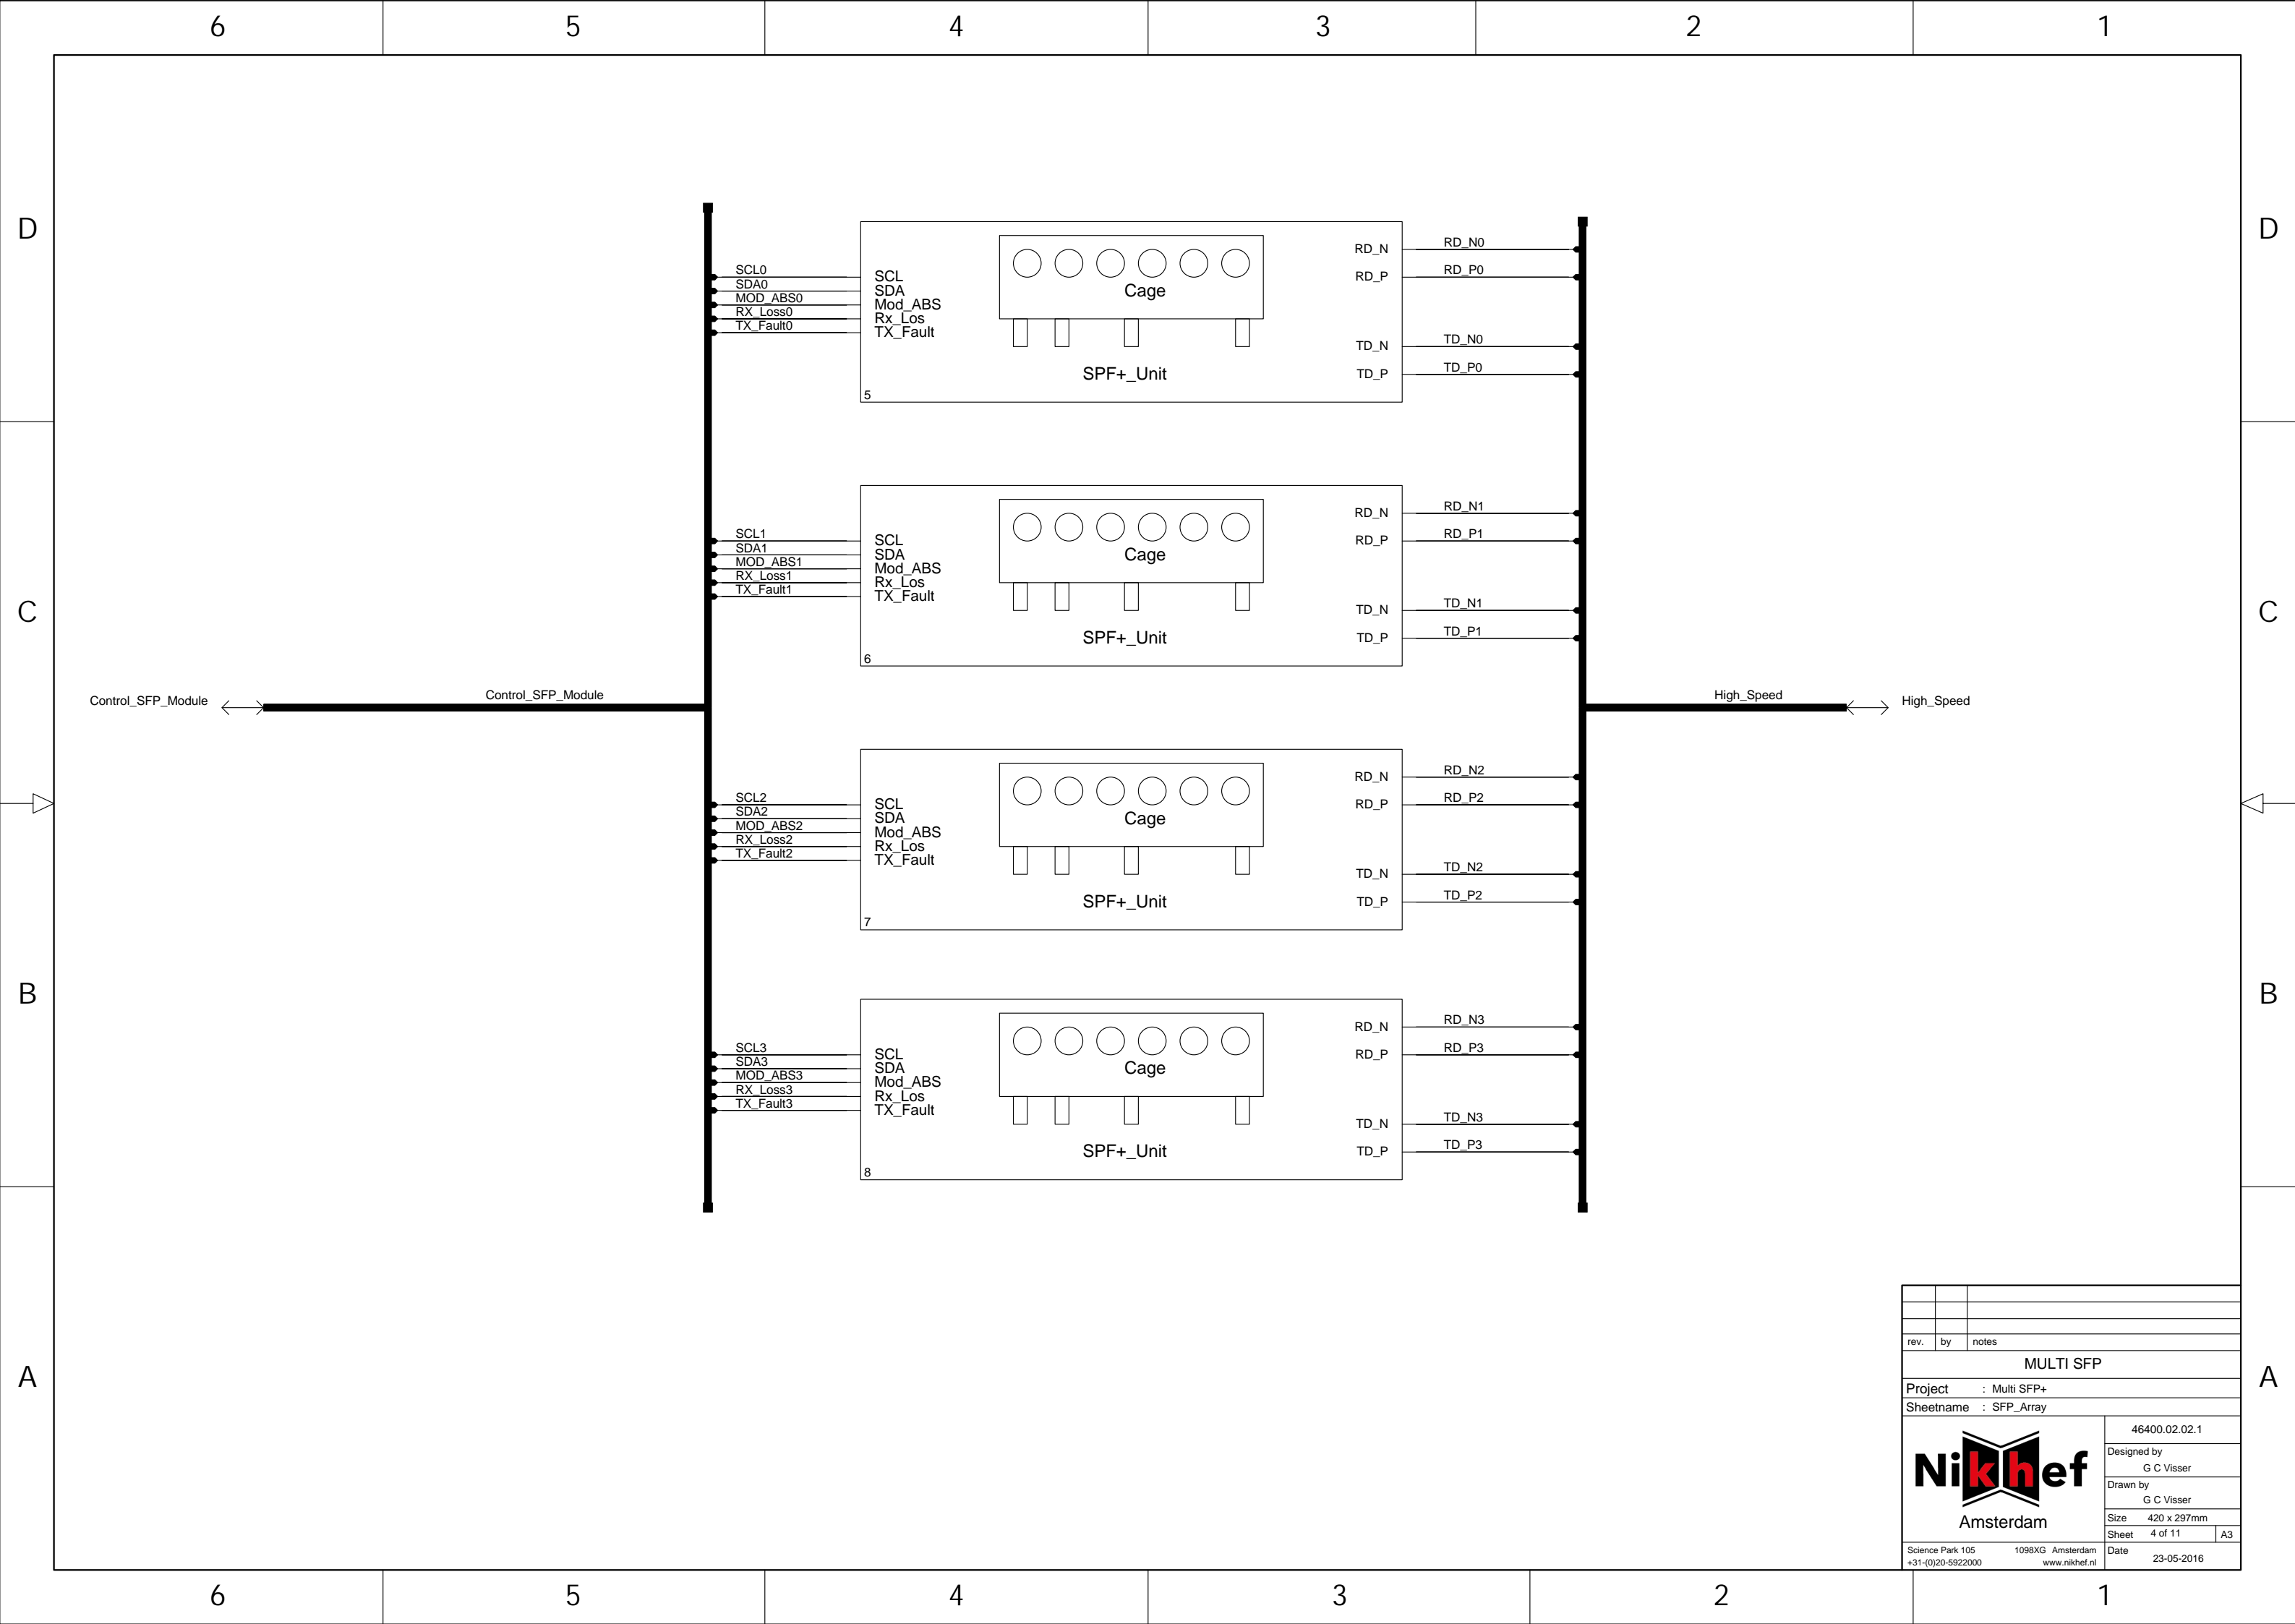 6 5 4 3 2 1
D D
C C
B B
A A
Control_SFP_Module
Control_SFP_Module
SCL0
SDA0
MOD_ABS0
RX_Loss0
TX_Fault0
SCL
SDA
Mod_ABS
Rx_Los
TX_Fault
Cage
SPF+_Unit
5
RD_N
RD_P
TD_N
TD_P
RD_N0
RD_P0
TD_N0
TD_P0
SCL1
SDA1
MOD_ABS1
RX_Loss1
TX_Fault1
SCL
SDA
Mod_ABS
Rx_Los
TX_Fault
Cage
SPF+_Unit
6
RD_N
RD_P
TD_N
TD_P
RD_N1
RD_P1
TD_N1
TD_P1
High_Speed
High_Speed
SCL2
SDA2
MOD_ABS2
RX_Loss2
TX_Fault2
SCL
SDA
Mod_ABS
Rx_Los
TX_Fault
Cage
SPF+_Unit
7
RD_N
RD_P
TD_N
TD_P
RD_N2
RD_P2
TD_N2
TD_P2
SCL3
SDA3
MOD_ABS3
RX_Loss3
TX_Fault3
SCL
SDA
Mod_ABS
Rx_Los
TX_Fault
Cage
SPF+_Unit
8
RD_N
RD_P
TD_N
TD_P
RD_N3
RD_P3
TD_N3
TD_P3
rev. by notes
MULTI SFP
Project : Multi SFP+
Sheetname : SFP_Array
Nikhef
Amsterdam
Science Park 105 1098XG Amsterdam
+31-(0)20-5922000 www.nikhef.nl
46400.02.02.1
Designed by
G C Visser
Drawn by
G C Visser
Size 420 x 297mm
Sheet 4 of 11 A3
Date 23-05-2016
6 5 4 3 2 1